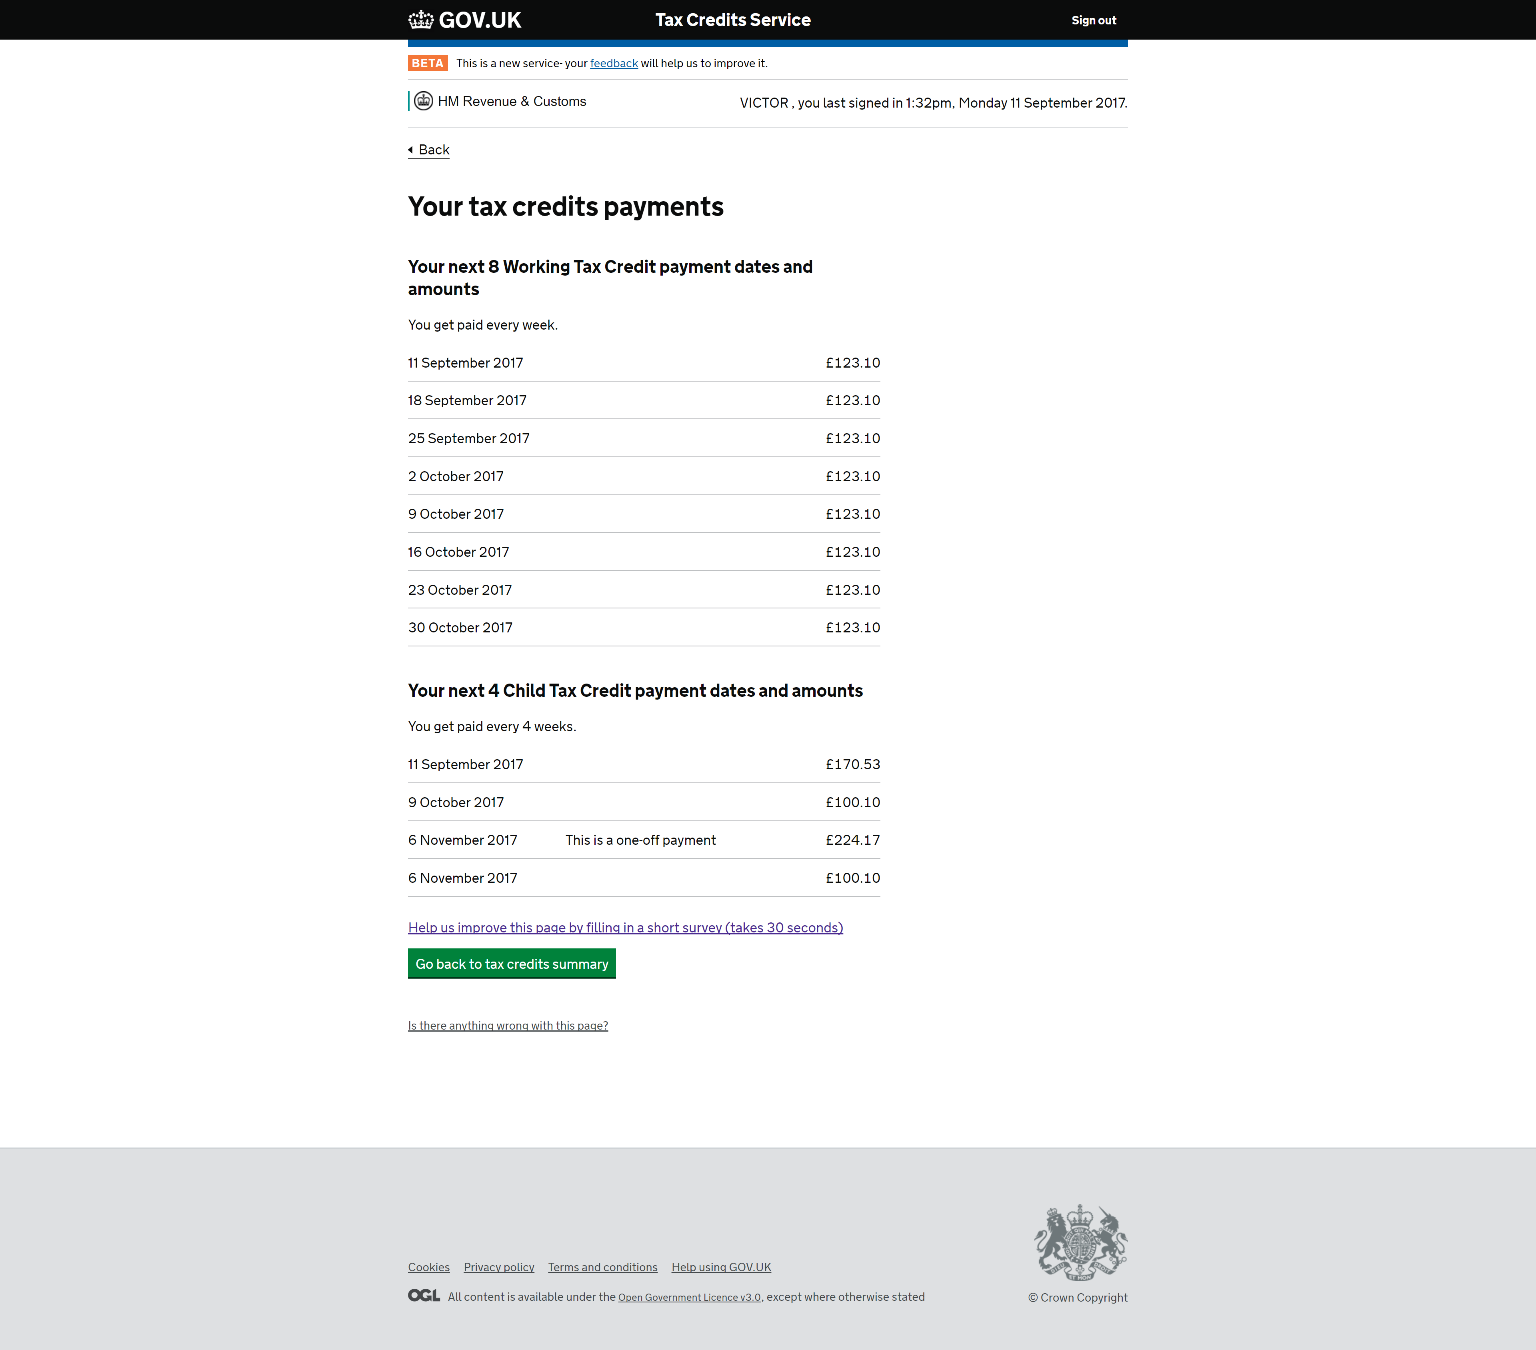 GOV.UK Tax Credits Service Sign out
BETA This is a new service- your feedback will help us to improve it.
HM Revenue & Customs VICTOR , you last signed in 1:32pm, Monday 11 September 2017.
Back
Your tax credits payments
Your next 8 Working Tax Credit payment dates and
amounts
You get paid every week.
11 September 2017 £123.10
18 September 2017 £123.10
25 September 2017 £123.10
2 October 2017 £123.10
9 October 2017 £123.10
16 October 2017 £123.10
23 October 2017 £123.10
30 October 2017 £123.10
Your next 4 Child Tax Credit payment dates and amounts
You get paid every 4 weeks.
11 September 2017 £170.53
9 October 2017 £100.10
6 November 2017 This is a one-off payment £224.17
6 November 2017 £100.10
Help us improve this page by filling in a short survey (takes 30 seconds)
Go back to tax credits summary
Is there anything wrong with this page?
Cookies Privacy policy Terms and conditions Help using GOV.UK
OGL All content is available under the Open Government Licence v3.0, except where otherwise stated © Crown Copyright